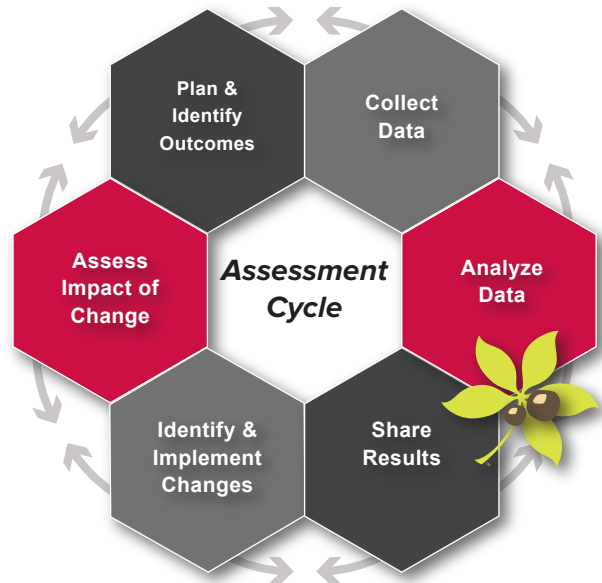 Plan &
Identify
Outcomes
Collect
Data
Analyze
Data
Share
Results
Identify &
Implement
Changes
Assess
Impact of
Change
Assessment
Cycle